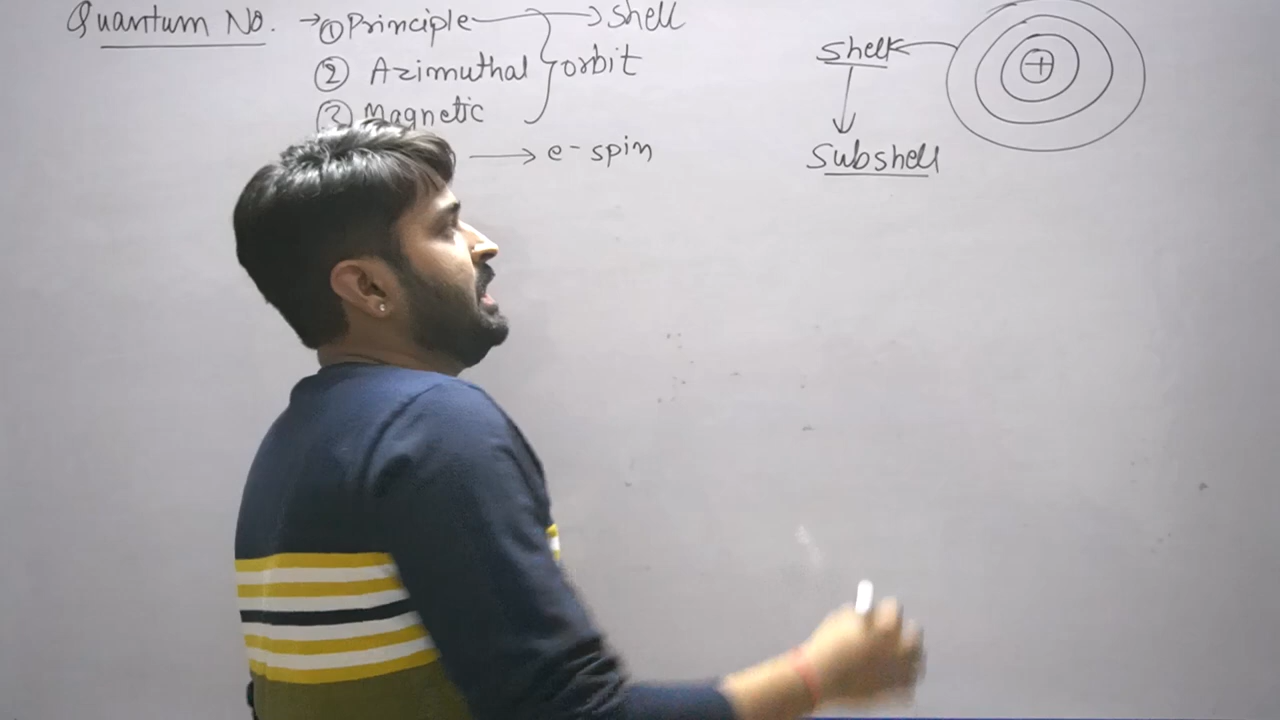 Quantum No. → ① Principle → shell
② Azimuthal } orbit
③ Magnetic
→ e- spin
shell ←
↓
Subshell
+